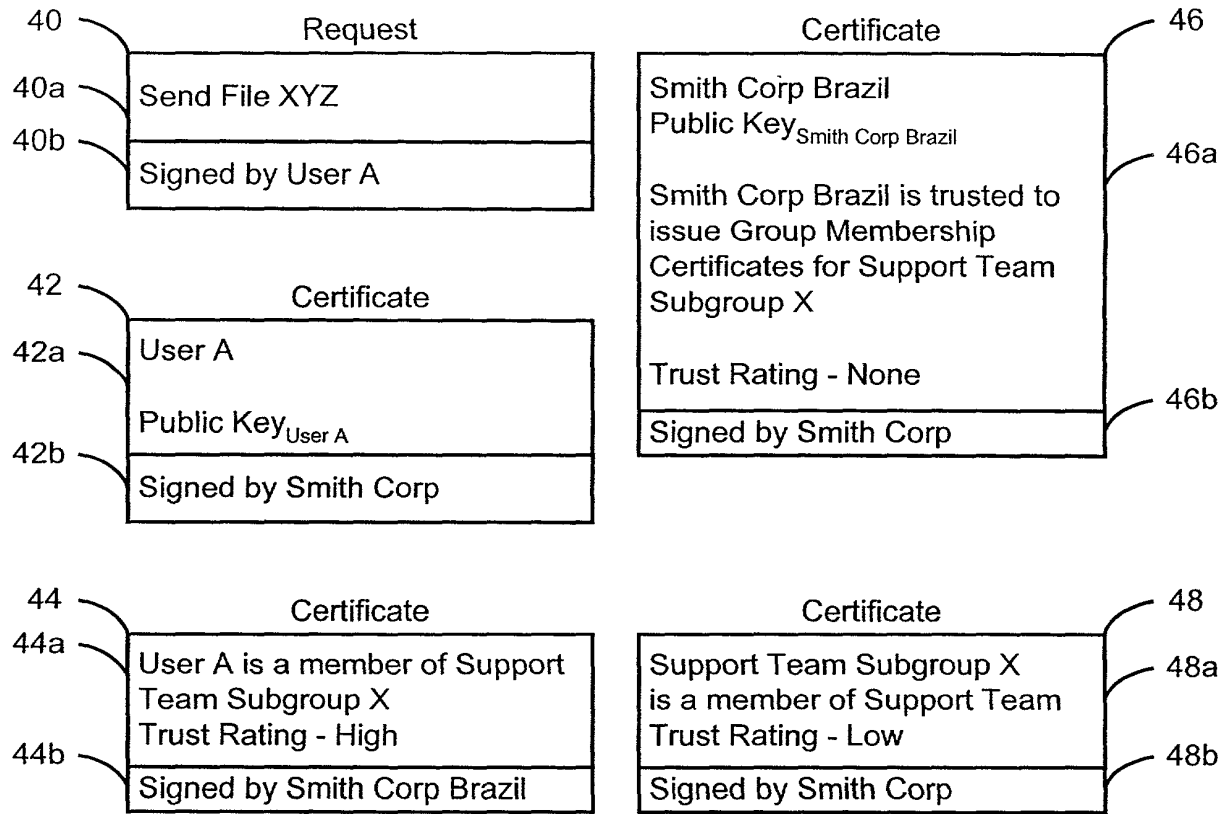 40
Request
40a
Send File XYZ
40b
Signed by User A
42
Certificate
42a
User A
Public Key User A
42b
Signed by Smith Corp
44
Certificate
44a
User A is a member of Support
Team Subgroup X
Trust Rating - High
44b
Signed by Smith Corp Brazil
46
Certificate
Smith Corp Brazil
Public Key Smith Corp Brazil
46a
Smith Corp Brazil is trusted to
issue Group Membership
Certificates for Support Team
Subgroup X
Trust Rating - None
46b
Signed by Smith Corp
48
Certificate
48a
Support Team Subgroup X
is a member of Support Team
Trust Rating - Low
48b
Signed by Smith Corp